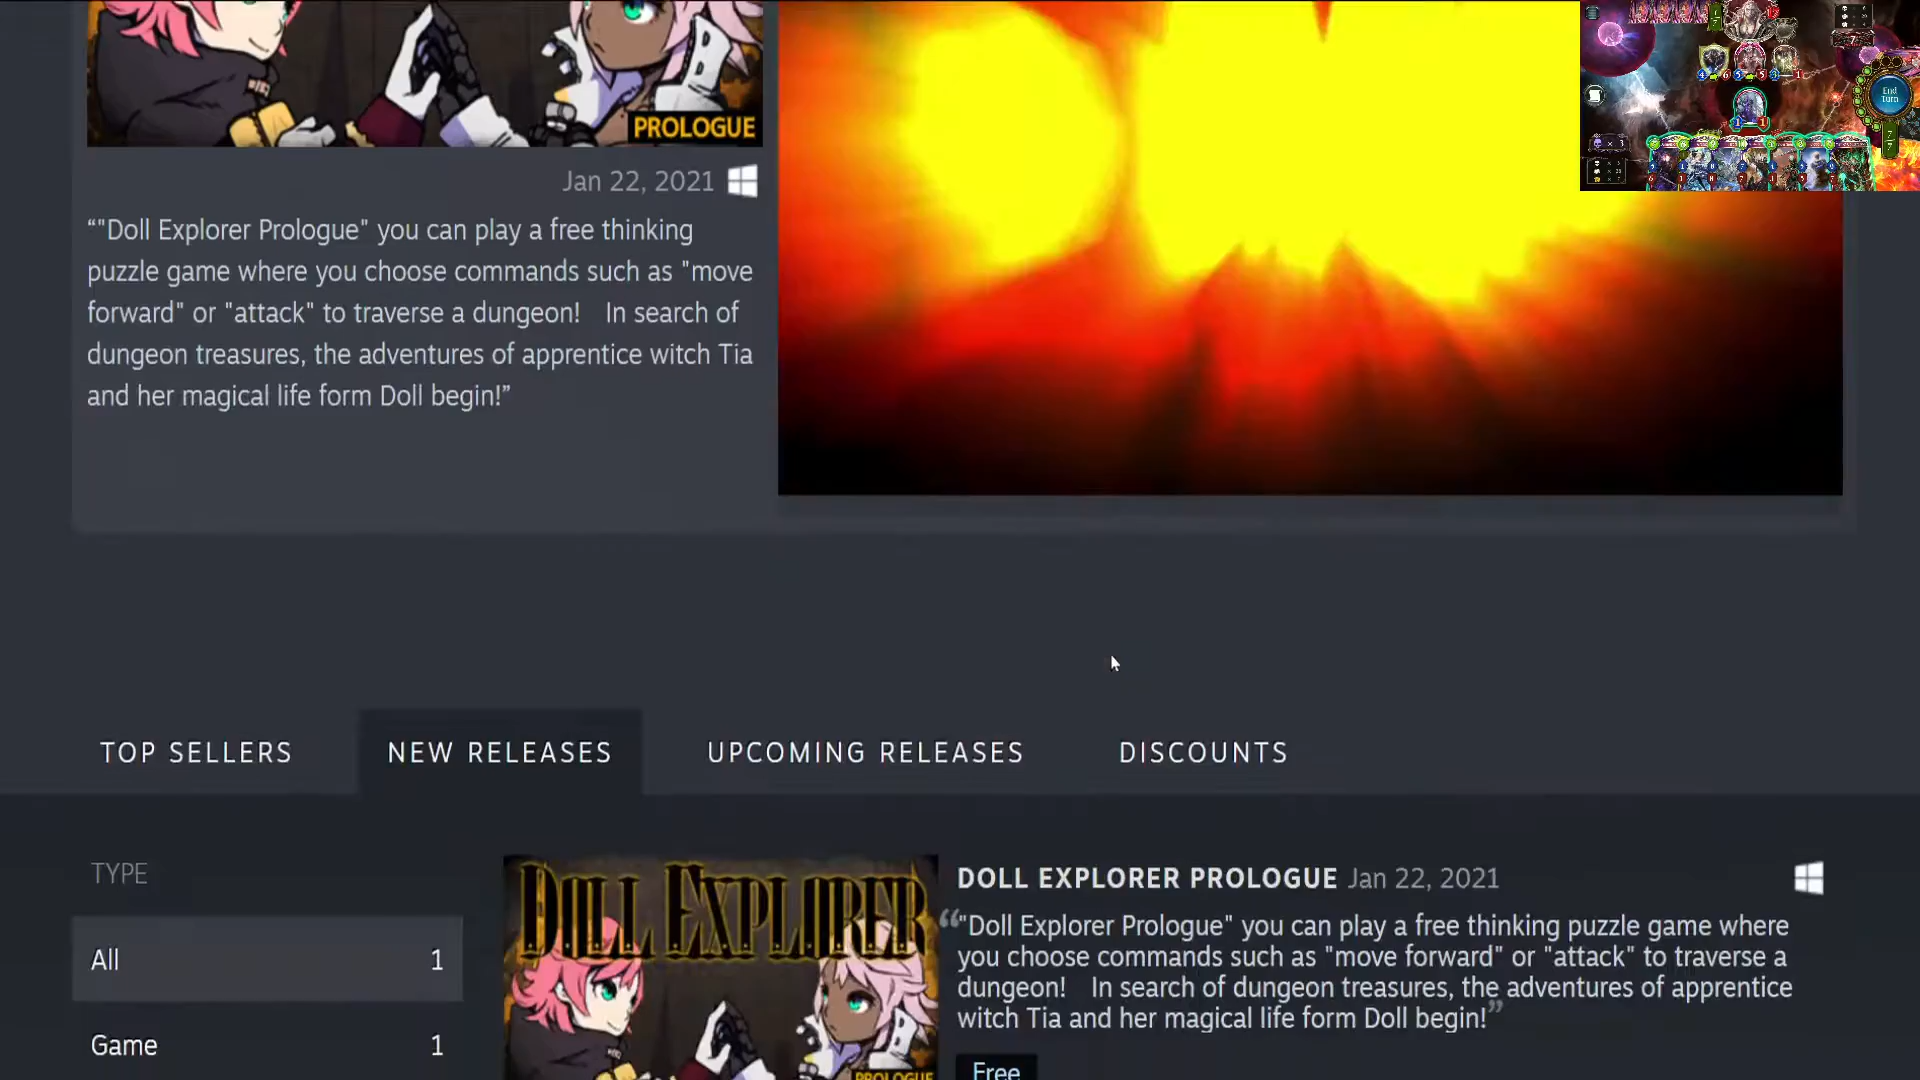 PROLOGUE
Jan 22, 2021
“"Doll Explorer Prologue" you can play a free thinking
puzzle game where you choose commands such as "move
forward" or "attack" to traverse a dungeon! In search of
dungeon treasures, the adventures of apprentice witch Tia
and her magical life form Doll begin!”
End
Turn
TOP SELLERS
NEW RELEASES
UPCOMING RELEASES
DISCOUNTS
TYPE
All 1
Game 1
DOLL EXPLORER
PROLOGUE
DOLL EXPLORER PROLOGUE Jan 22, 2021
“"Doll Explorer Prologue" you can play a free thinking puzzle game where
you choose commands such as "move forward" or "attack" to traverse a
dungeon! In search of dungeon treasures, the adventures of apprentice
witch Tia and her magical life form Doll begin!”
Free